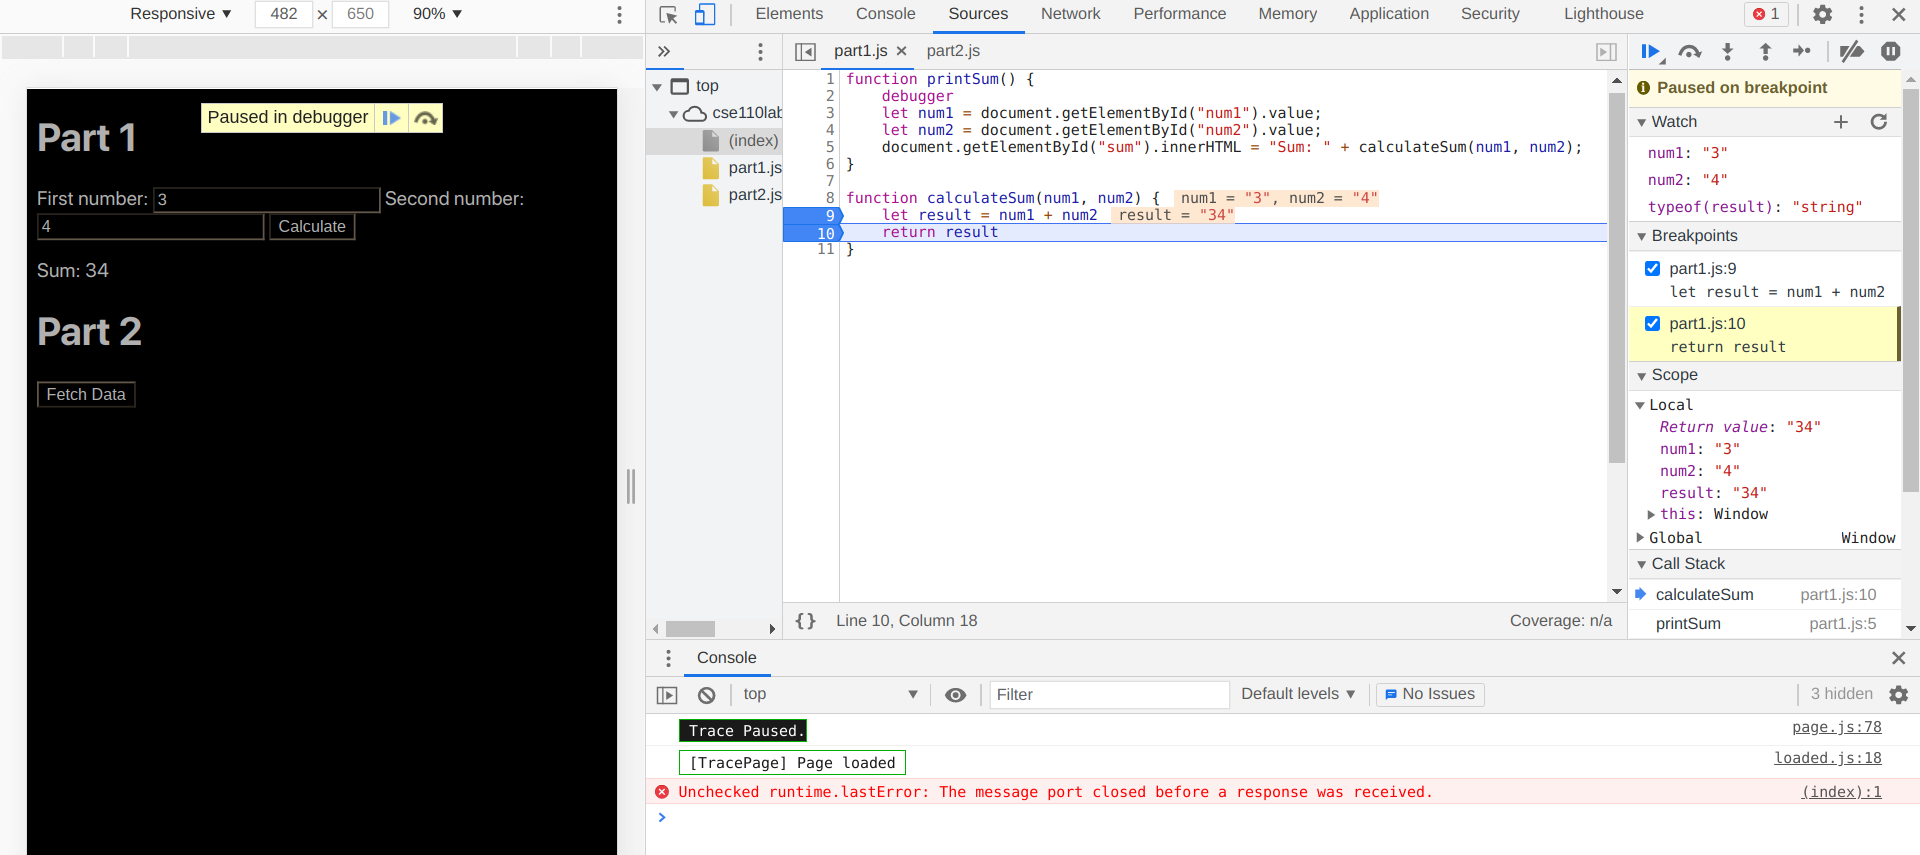 Responsive ▼ 482 × 650 90% ▼
Elements Console Sources Network Performance Memory Application Security Lighthouse 1
part1.js × part2.js
top
cse110lab
(index)
part1.js
part2.js
Paused in debugger
Part 1
First number: 3 Second number:
4 Calculate
Sum: 34
Part 2
Fetch Data
1 function printSum() {
2 debugger
3 let num1 = document.getElementById("num1").value;
4 let num2 = document.getElementById("num2").value;
5 document.getElementById("sum").innerHTML = "Sum: " + calculateSum(num1, num2);
6 }
7
8 function calculateSum(num1, num2) { num1 = "3", num2 = "4"
9 let result = num1 + num2 result = "34"
10 return result
11 }
{} Line 10, Column 18 Coverage: n/a
Paused on breakpoint
Watch
num1: "3"
num2: "4"
typeof(result): "string"
Breakpoints
part1.js:9
let result = num1 + num2
part1.js:10
return result
Scope
Local
Return value: "34"
num1: "3"
num2: "4"
result: "34"
this: Window
Global Window
Call Stack
calculateSum part1.js:10
printSum part1.js:5
Console
top ▼ Filter Default levels ▼ No Issues 3 hidden
Trace Paused. page.js:78
[TracePage] Page loaded loaded.js:18
Unchecked runtime.lastError: The message port closed before a response was received. (index):1